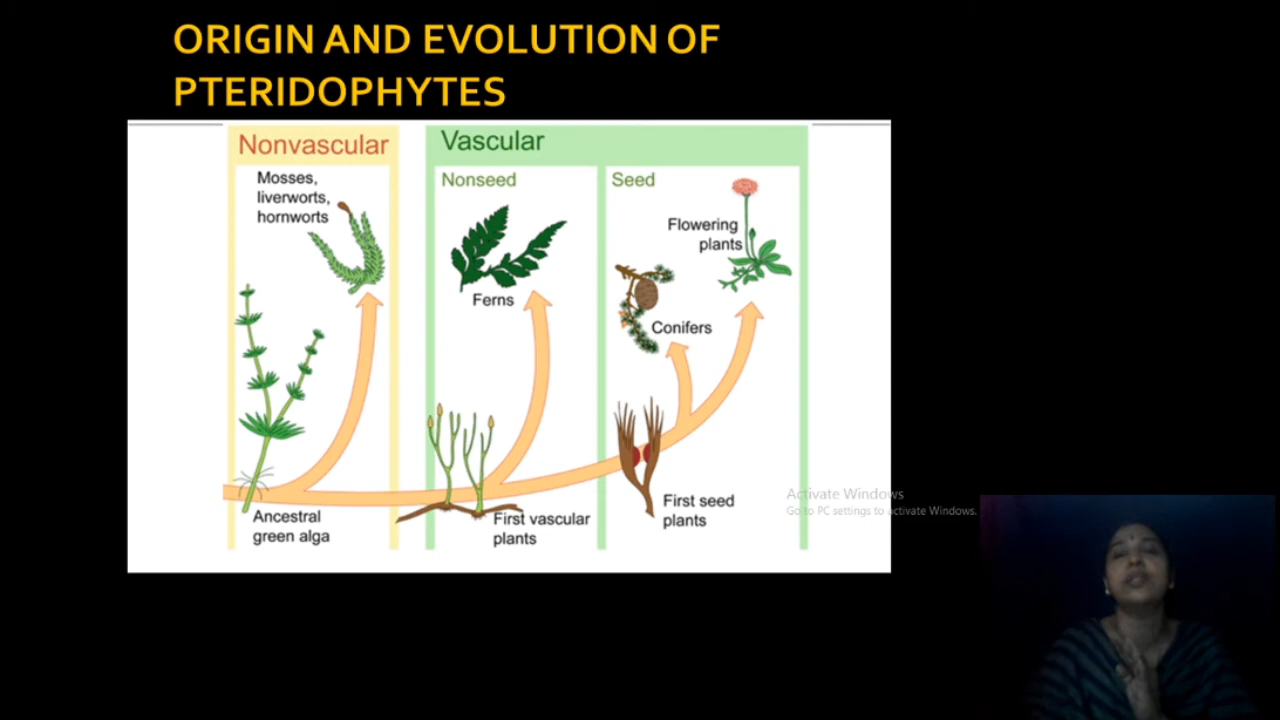 ORIGIN AND EVOLUTION OF
PTERIDOPHYTES
Nonvascular
Vascular
Mosses,
liverworts,
hornworts
Nonseed
Seed
Flowering
plants
Ferns
Conifers
Ancestral
green alga
First vascular
plants
First seed
plants
Activate Windows
Go to PC settings to activate Windows.